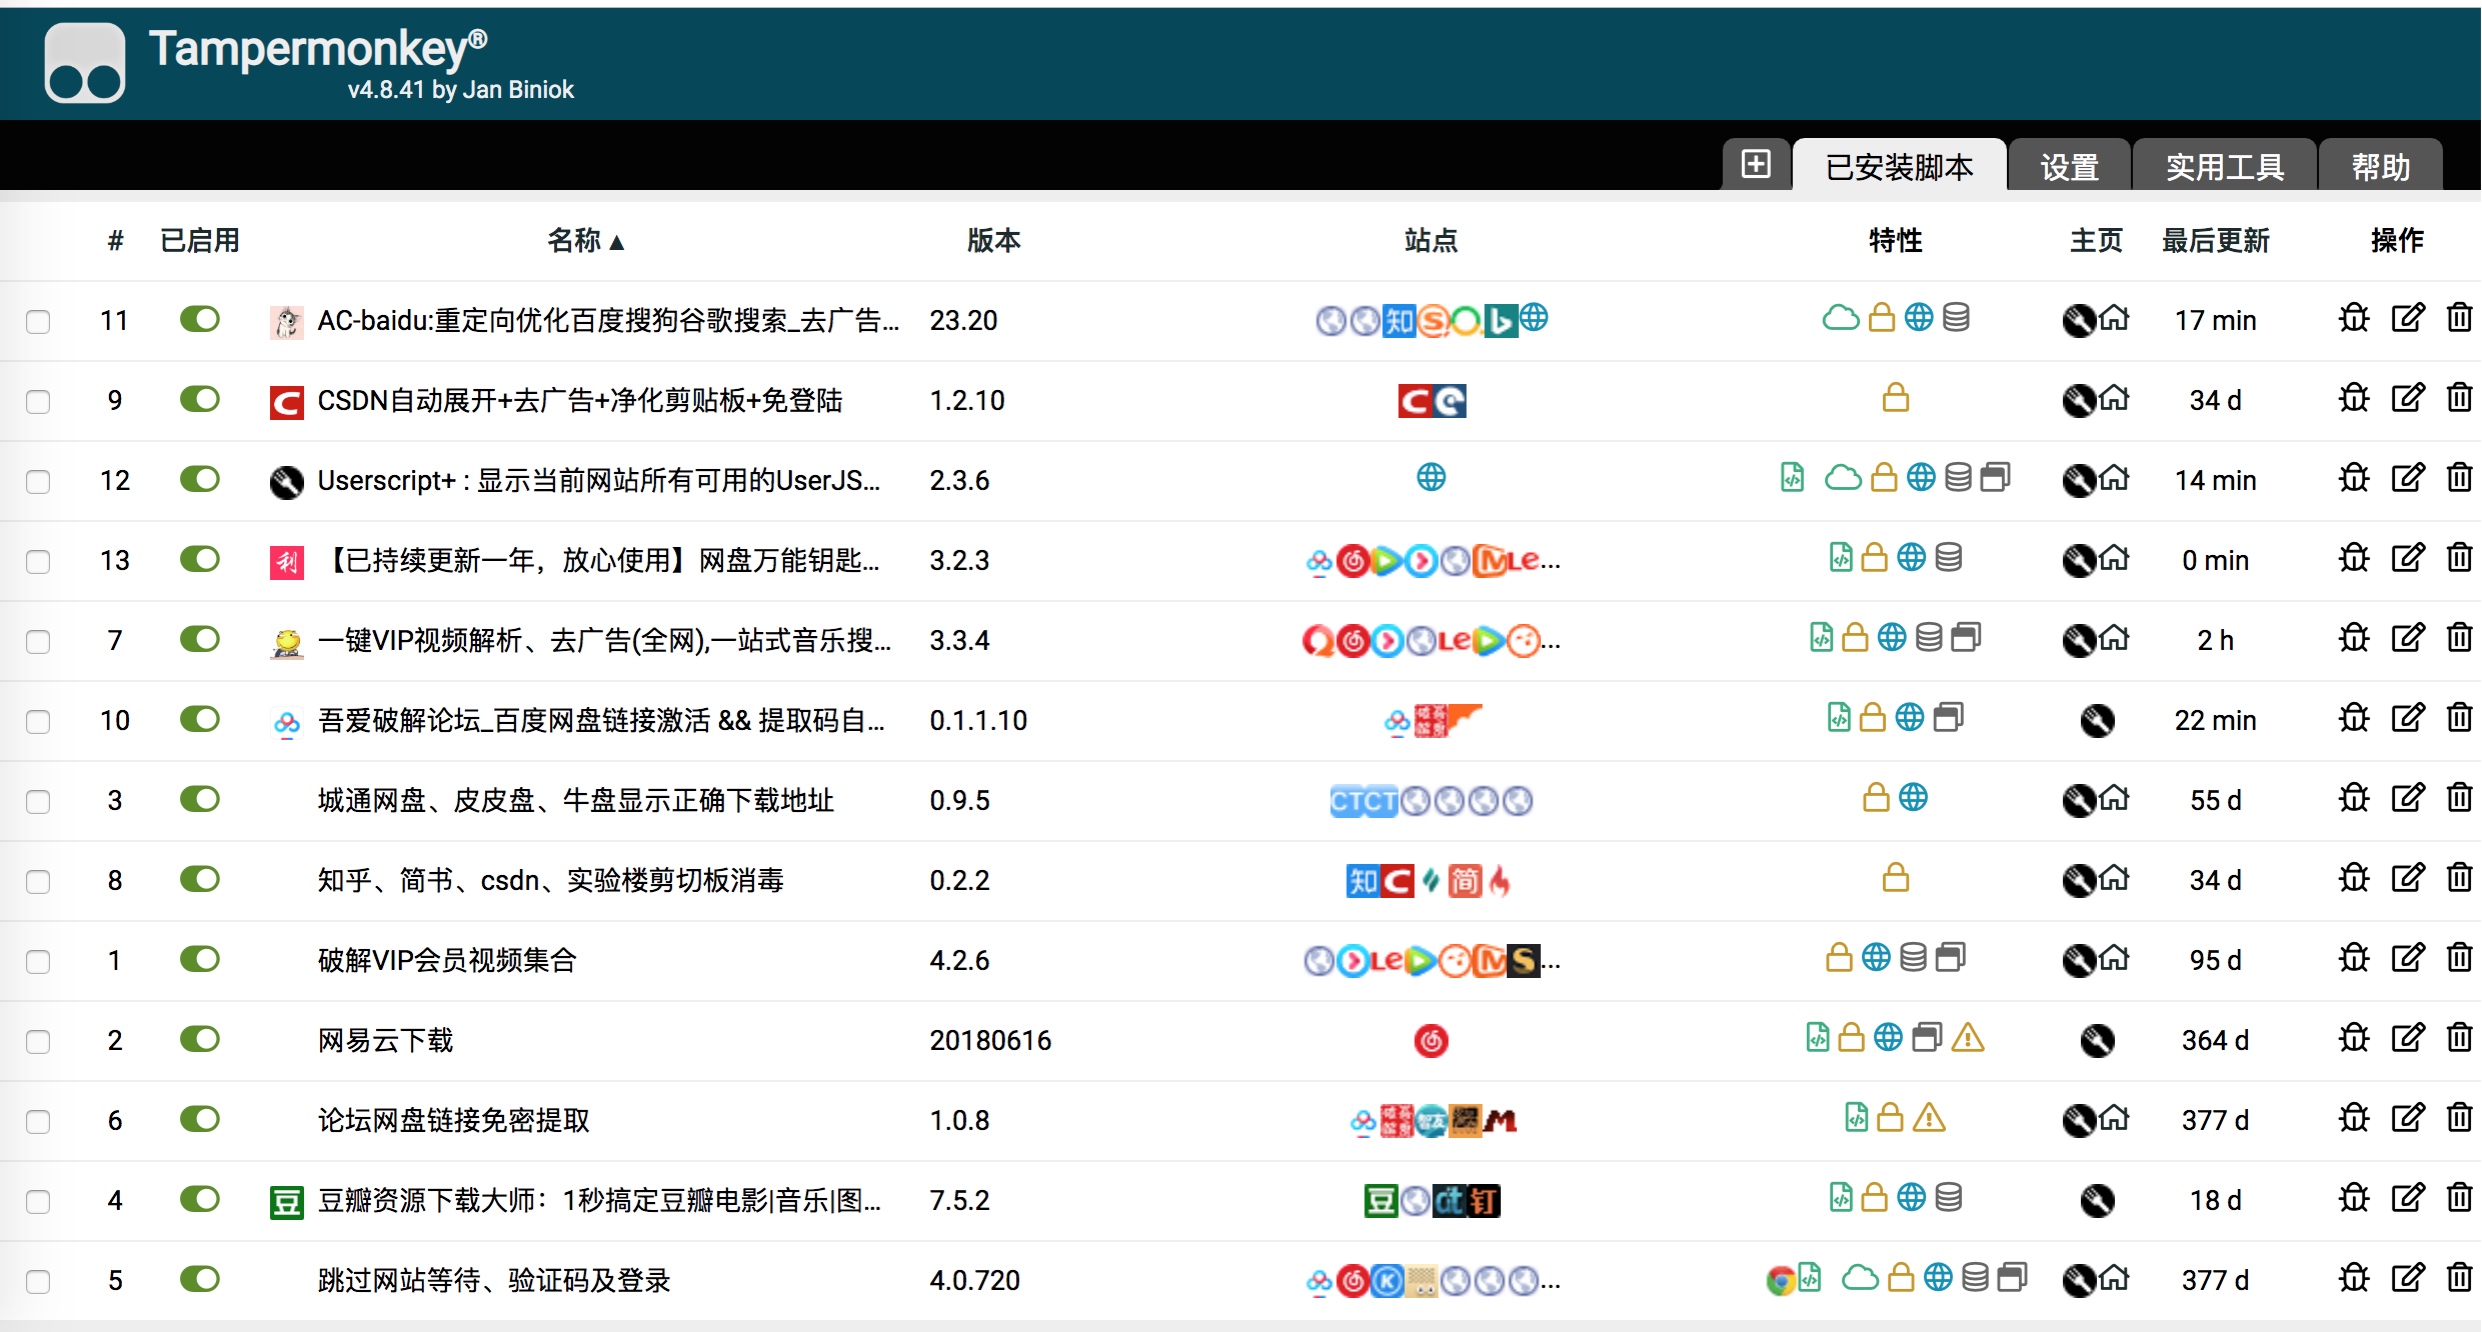 Tampermonkey®
v4.8.41 by Jan Biniok
已安装脚本 设置 实用工具 帮助
# 已启用 名称▲ 版本 站点 特性 主页 最后更新 操作
11 AC-baidu:重定向优化百度搜狗谷歌搜索_去广告... 23.20 知 17 min
9 CSDN自动展开+去广告+净化剪贴板+免登陆 1.2.10 34 d
12 Userscript+ : 显示当前网站所有可用的UserJS... 2.3.6 14 min
13 利 【已持续更新一年，放心使用】网盘万能钥匙... 3.2.3 Le... 0 min
7 一键VIP视频解析、去广告(全网),一站式音乐搜... 3.3.4 Le ... 2 h
10 吾爱破解论坛_百度网盘链接激活 && 提取码自... 0.1.1.10 22 min
3 城通网盘、皮皮盘、牛盘显示正确下载地址 0.9.5 CTCT 55 d
8 知乎、简书、csdn、实验楼剪切板消毒 0.2.2 知 C 简 34 d
1 破解VIP会员视频集合 4.2.6 Le S ... 95 d
2 网易云下载 20180616 364 d
6 论坛网盘链接免密提取 1.0.8 377 d
4 豆 豆瓣资源下载大师：1秒搞定豆瓣电影|音乐|图... 7.5.2 豆 dt 钉 18 d
5 跳过网站等待、验证码及登录 4.0.720 K ... 377 d